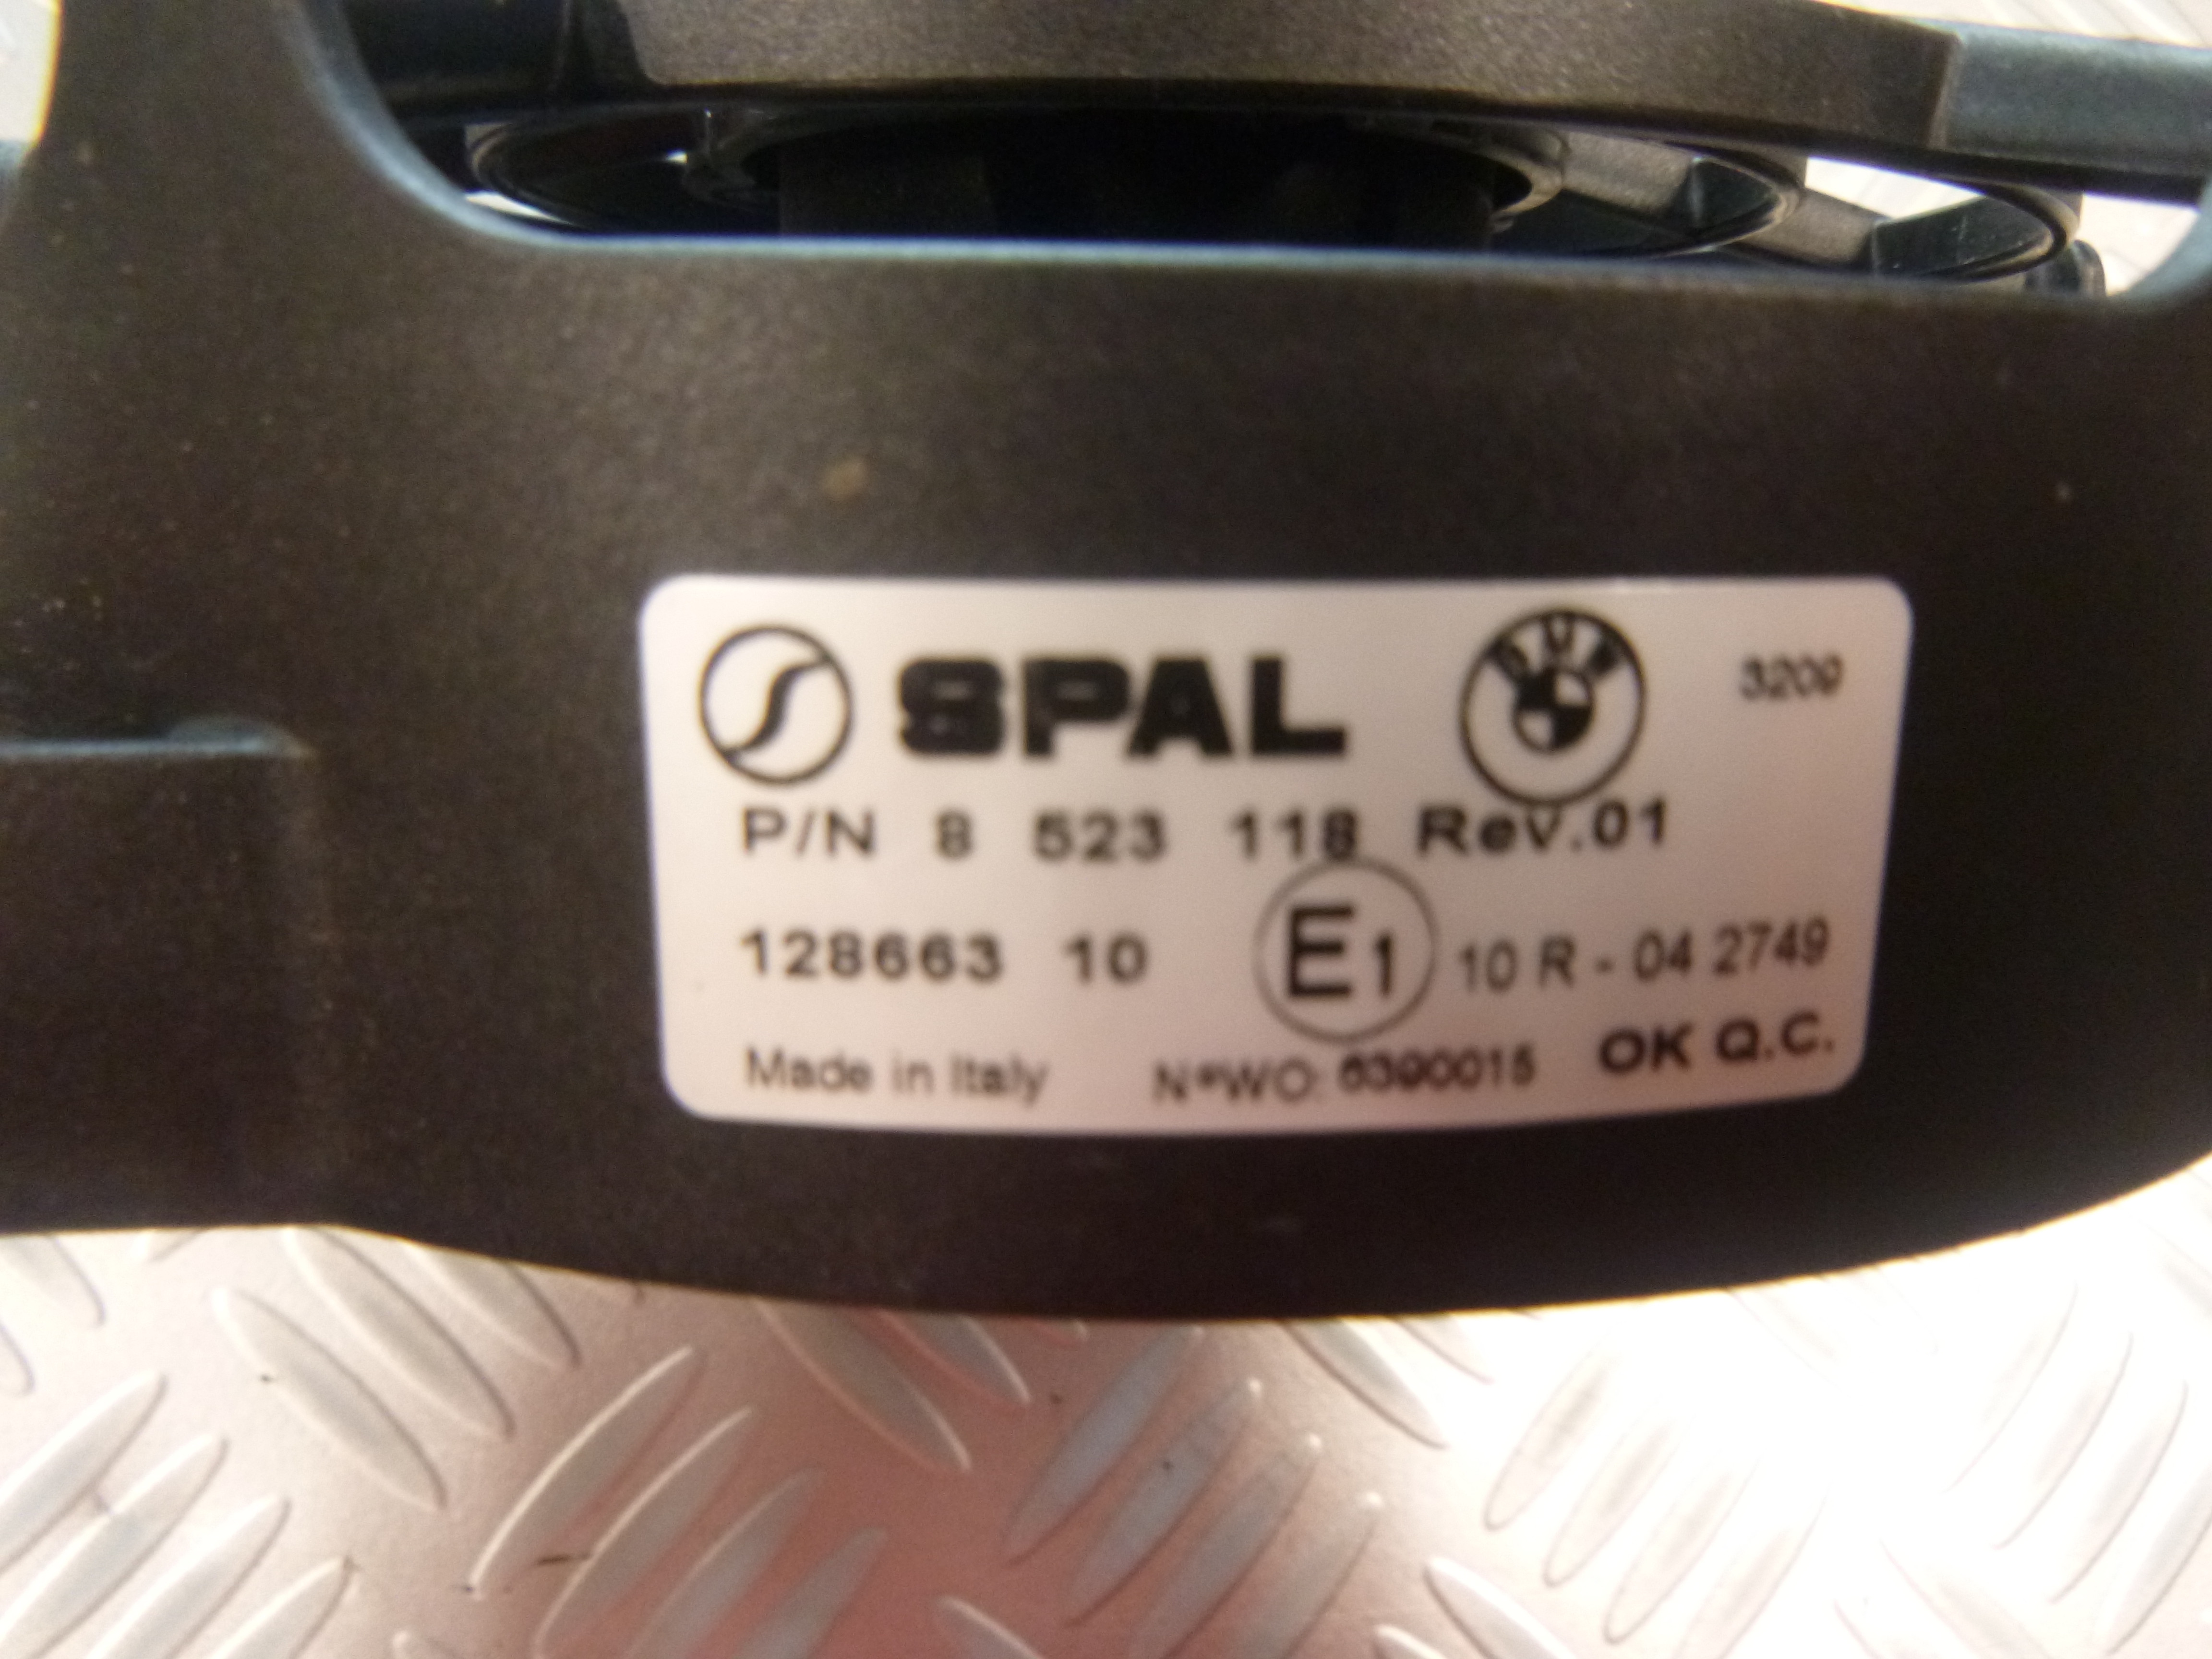 SPAL BMW 3209
P/N 8 523 118 Rev.01
128663 10 E1 10 R - 04 2749
Made in Italy N°WO: 6390015 OK Q.C.